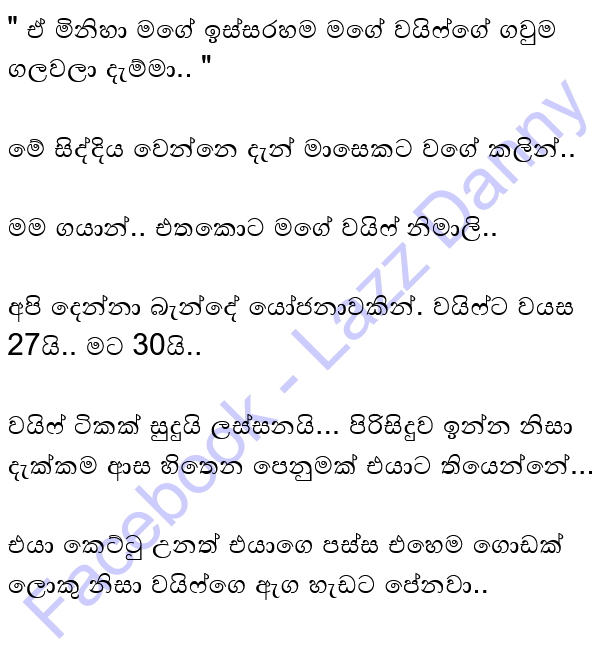 " ඒ මිනිහා මගේ ඉස්සරහම මගේ වයිෆ්ගේ ගවුම
ගලවලා දැම්මා.. "
මේ සිද්දිය වෙන්නෙ දැන් මාසෙකට වගේ කලින්..
මම ගයාන්.. එතකොට මගේ වයිෆ් නිමාලි..
අපි දෙන්නා බැන්දේ යෝජනාවකින්. වයිෆ්ට වයස
27යි.. මට 30යි..
වයිෆ් ටිකක් සුදුයි ලස්සනයි... පිරිසිදුව ඉන්න නිසා
දැක්කම ආස හිතෙන පෙනුමක් එයාට තියෙන්නේ...
එයා කෙට්ටු උනත් එයාගෙ පස්ස එහෙම ගොඩක්
ලොකු නිසා වයිෆ්ගෙ ඇග හැඩට පේනවා..
Facebook - Lazz Danny